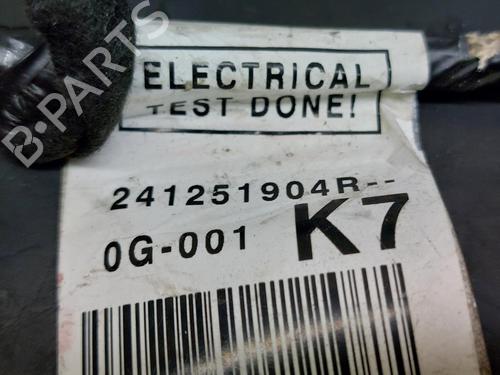 ELECTRICAL
TEST DONE!
241251904R--
0G-001 K7
B-PARTS